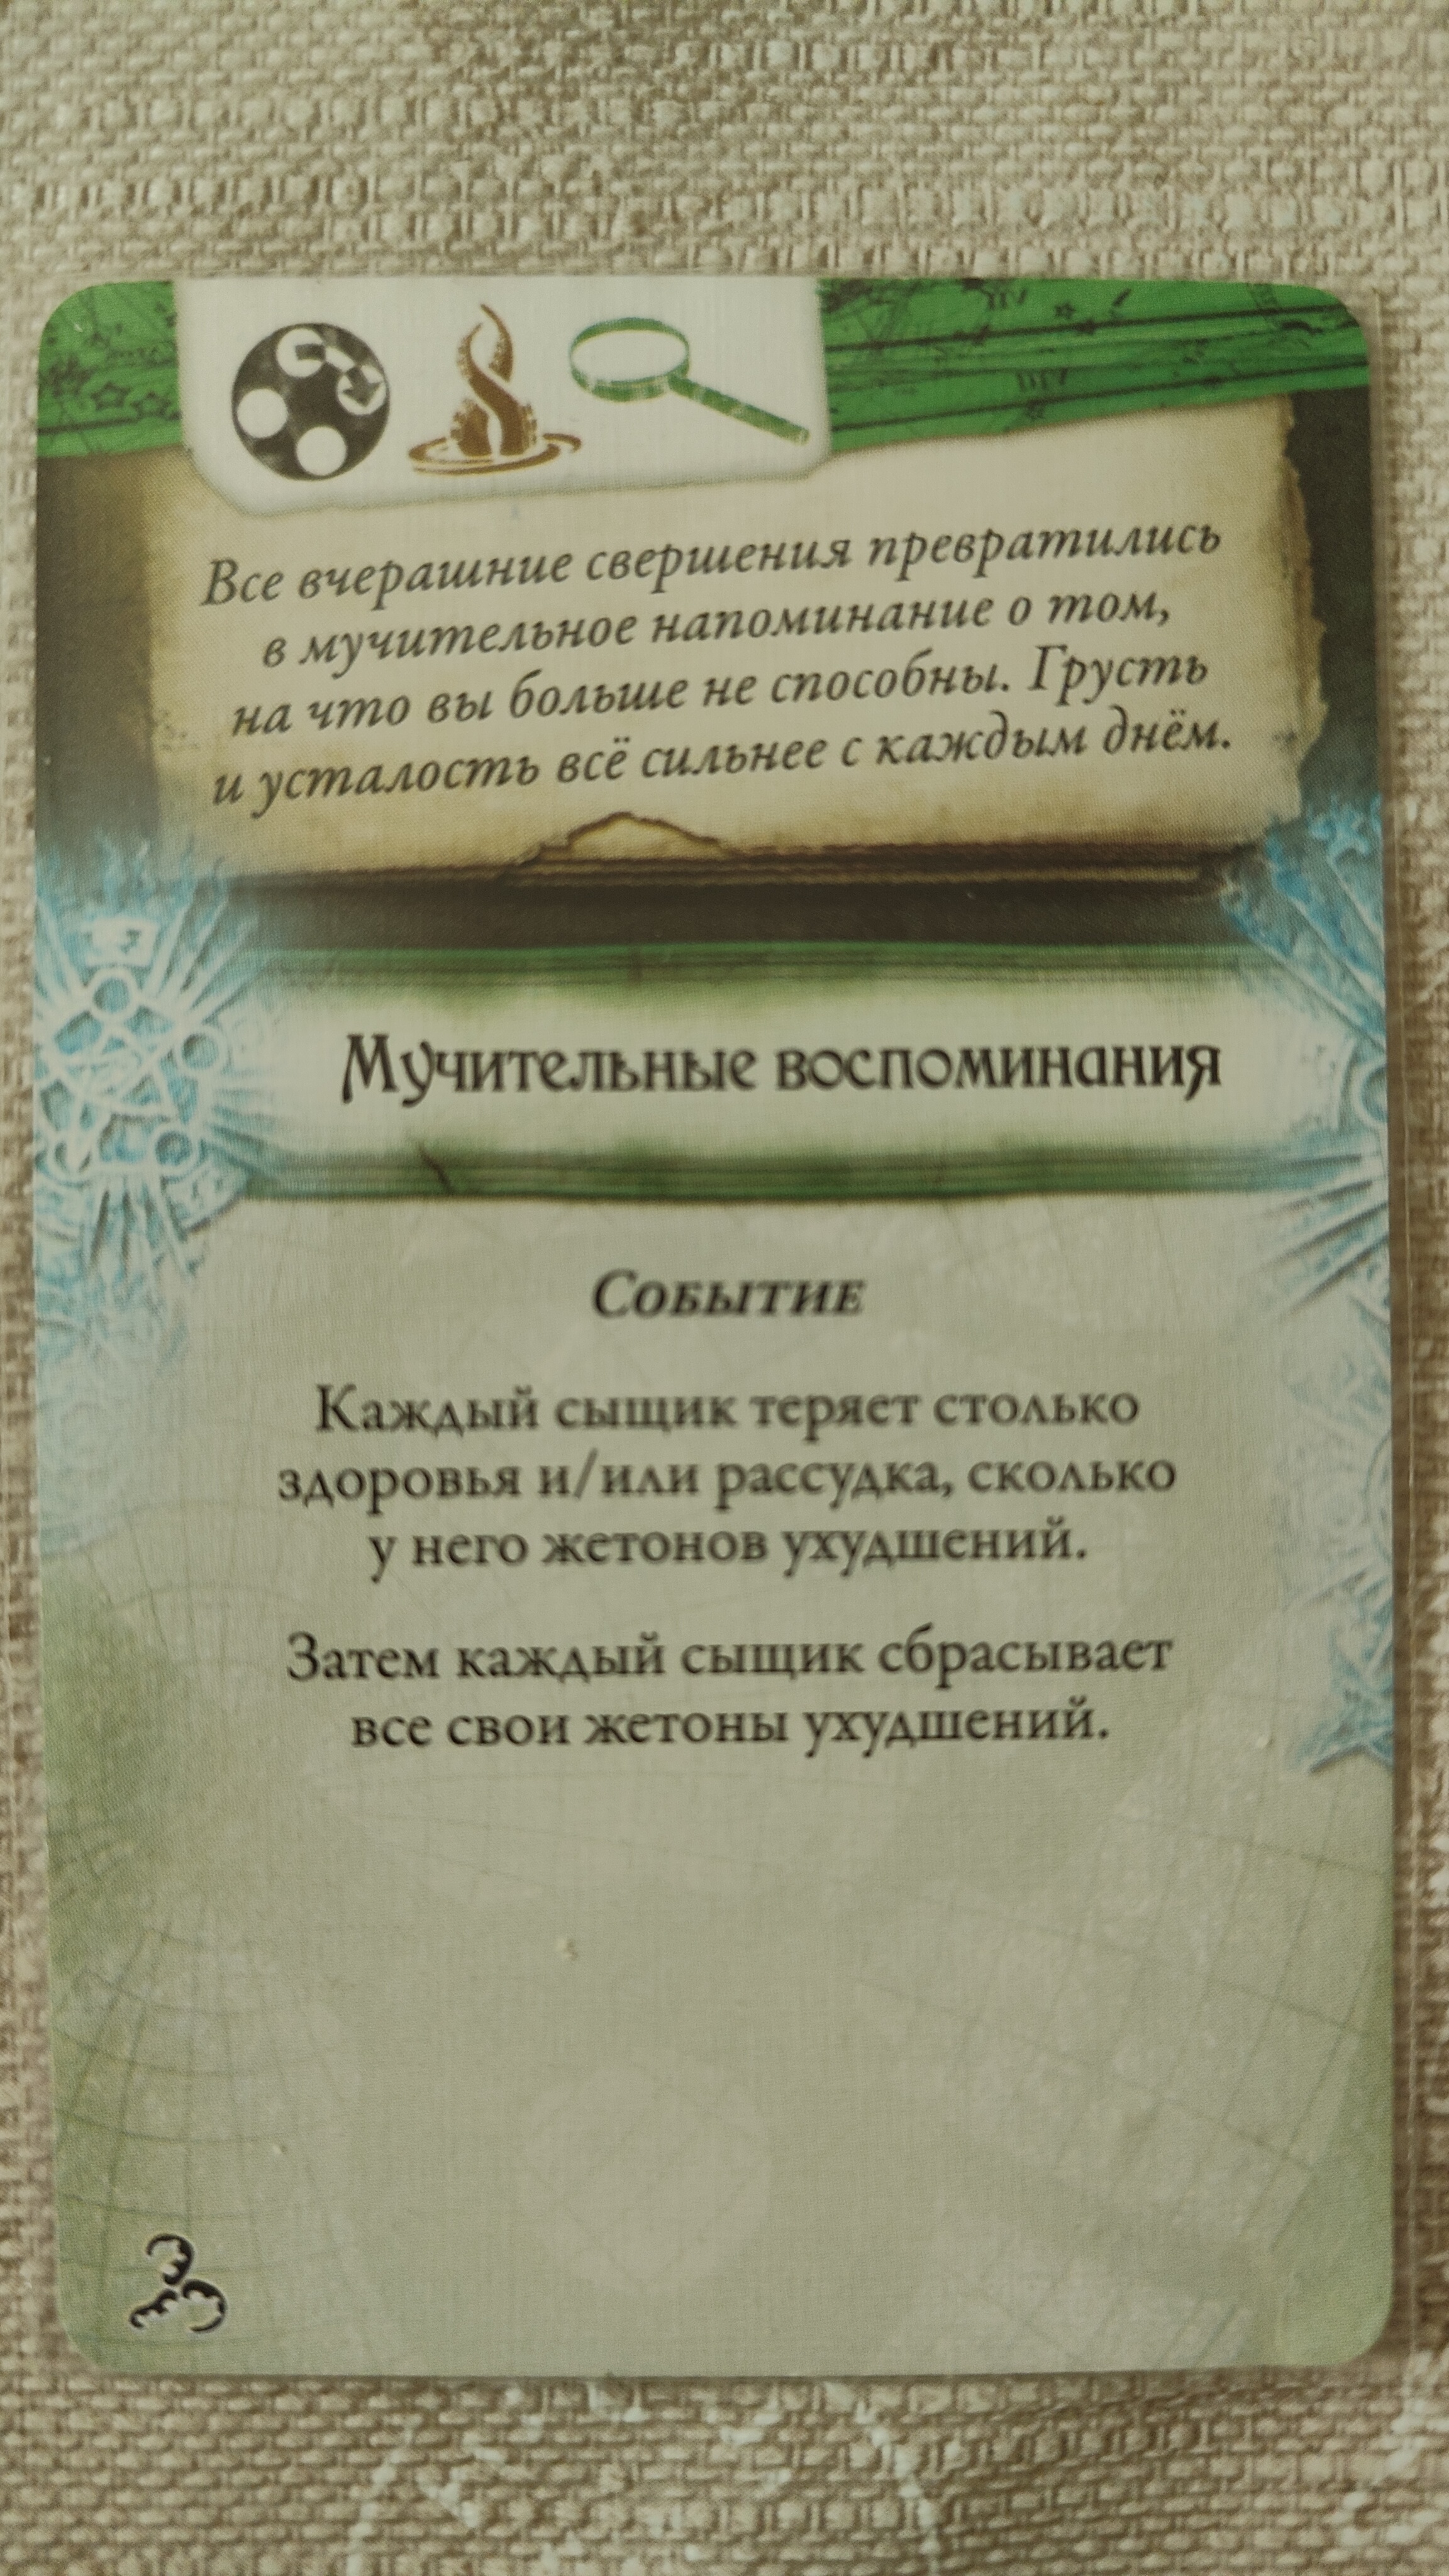 Все вчерашние свершения превратились
в мучительное напоминание о том,
на что вы больше не способны. Грусть
и усталость всё сильнее с каждым днём.
Мучительные воспоминания
Событие
Каждый сыщик теряет столько
здоровья и/или рассудка, сколько
у него жетонов ухудшений.
Затем каждый сыщик сбрасывает
все свои жетоны ухудшений.